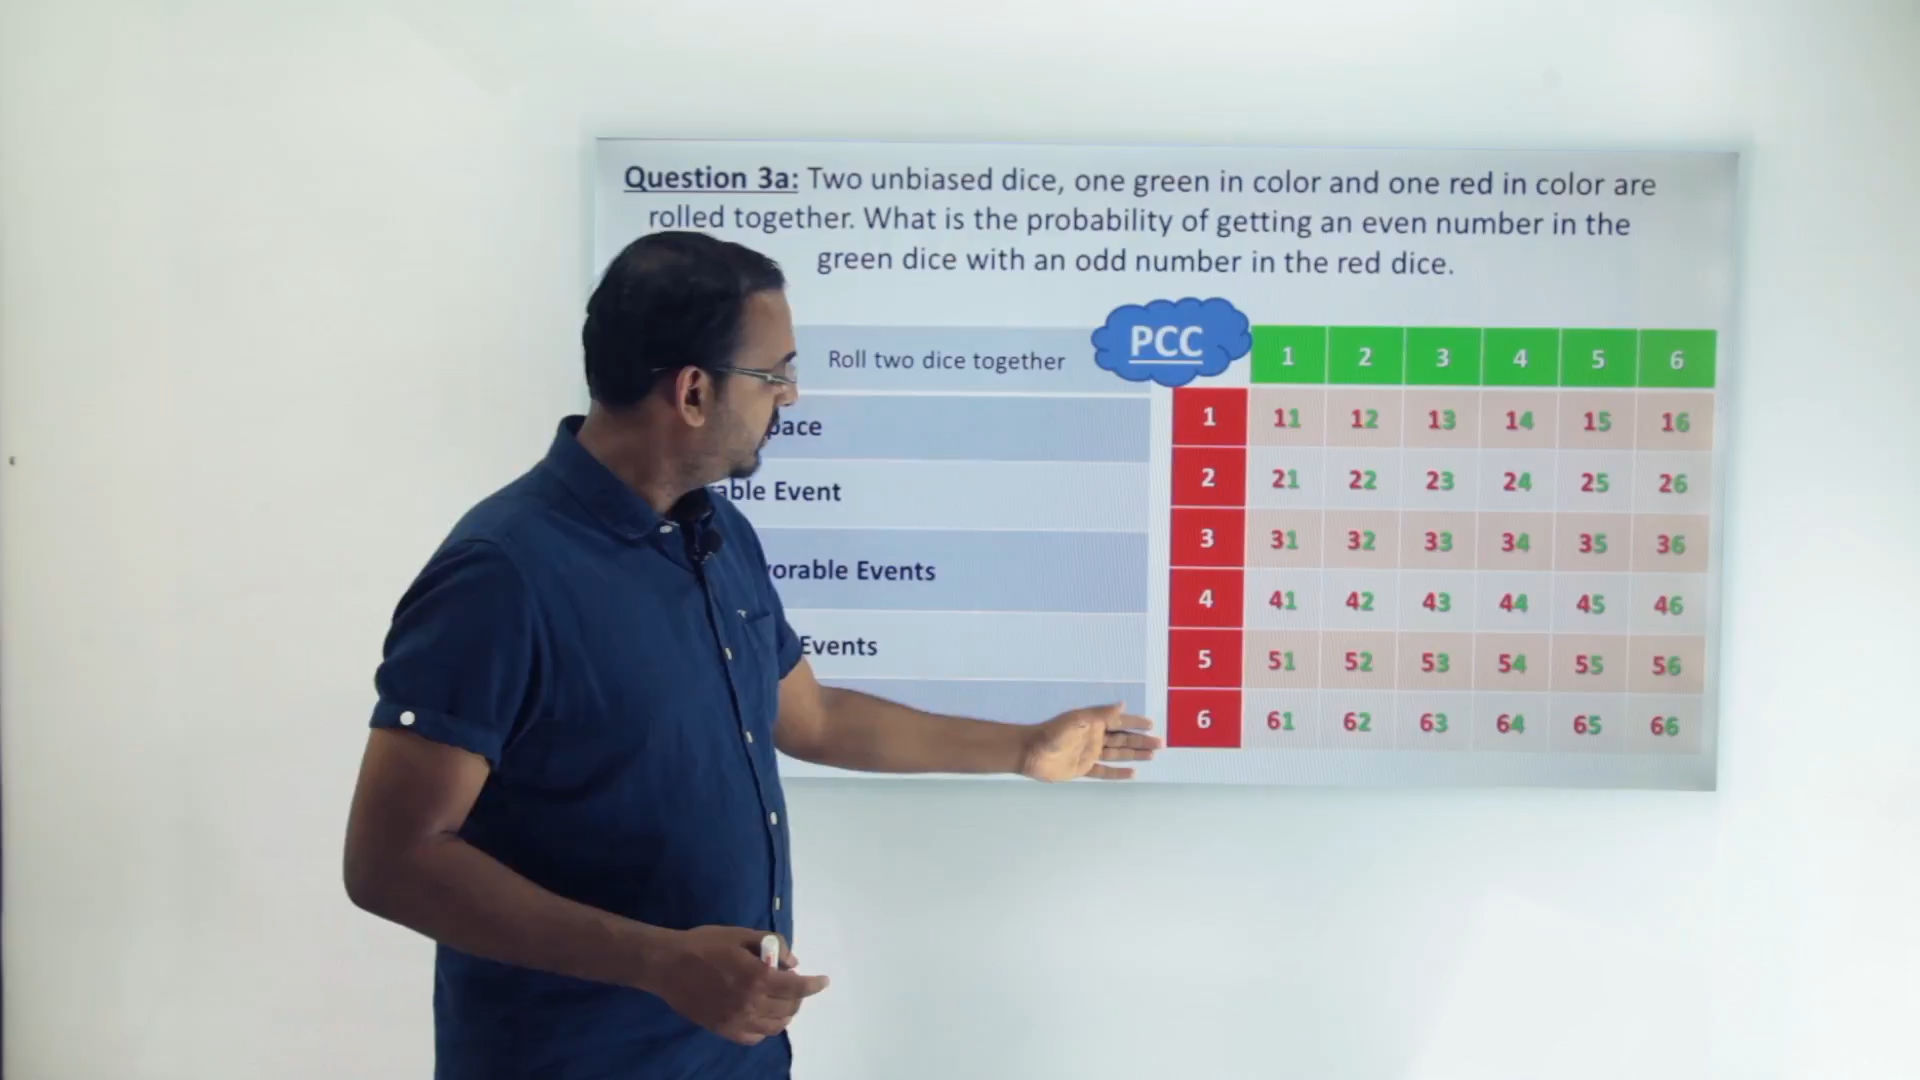 Question 3a: Two unbiased dice, one green in color and one red in color are
rolled together. What is the probability of getting an even number in the
green dice with an odd number in the red dice.
Roll two dice together
PCC
1 2 3 4 5 6
1 11 12 13 14 15 16
2 21 22 23 24 25 26
Event
3 31 32 33 34 35 36
Events
4 41 42 43 44 45 46
Events
5 51 52 53 54 55 56
6 61 62 63 64 65 66